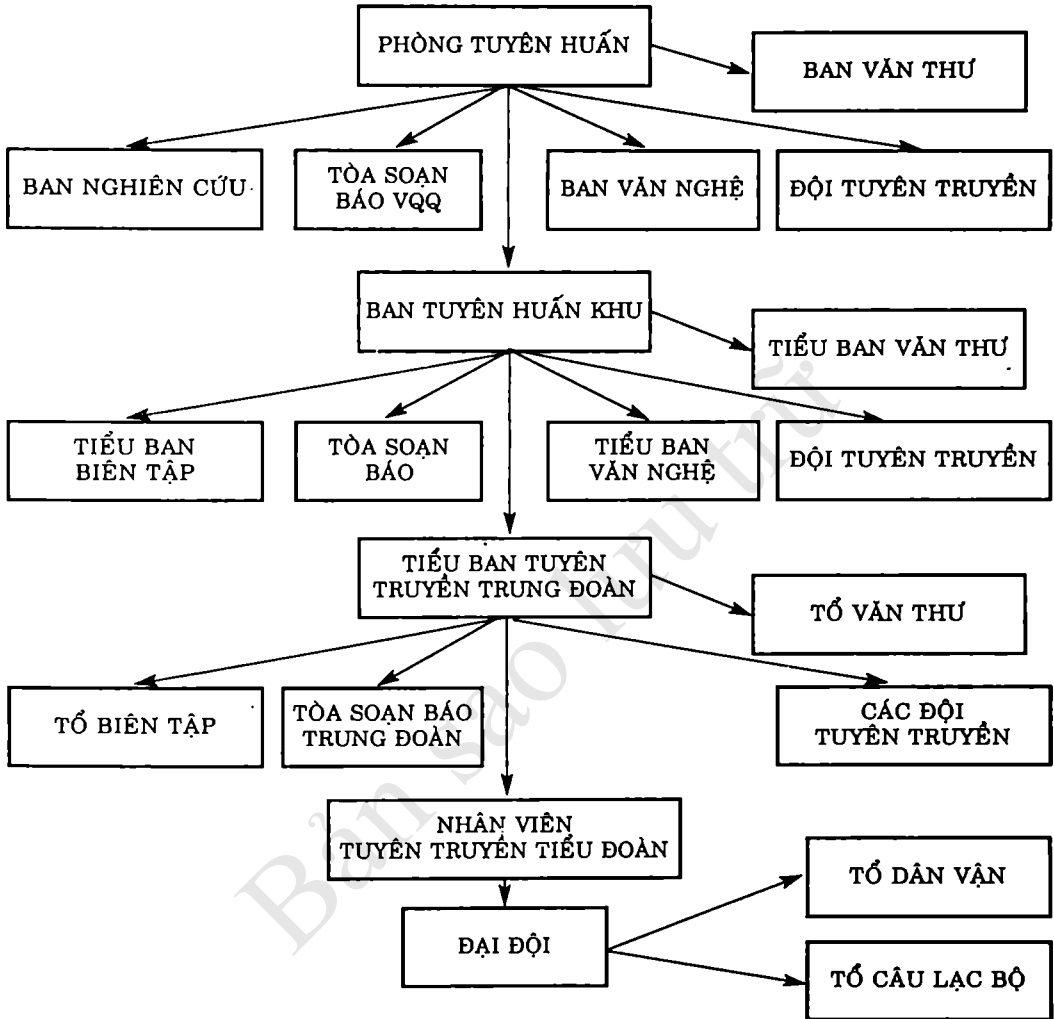 PHÒNG TUYÊN HUẤN
BAN VĂN THƯ
BAN NGHIÊN CỨU
TÒA SOẠN
BÁO VQQ
BAN VĂN NGHỆ
ĐỘI TUYÊN TRUYỀN
BAN TUYÊN HUẤN KHU
TIỂU BAN VĂN THƯ
TIỂU BAN
BIÊN TẬP
TÒA SOẠN
BÁO
TIỂU BAN
VĂN NGHỆ
ĐỘI TUYÊN TRUYỀN
TIỂU BAN TUYÊN
TRUYỀN TRUNG ĐOÀN
TỔ VĂN THƯ
TỔ BIÊN TẬP
TÒA SOẠN BÁO
TRUNG ĐOÀN
CÁC ĐỘI
TUYÊN TRUYỀN
NHÂN VIÊN
TUYÊN TRUYỀN TIỂU ĐOÀN
TỔ DÂN VẬN
ĐẠI ĐỘI
TỔ CÂU LẠC BỘ
Bản sao lưu trữ